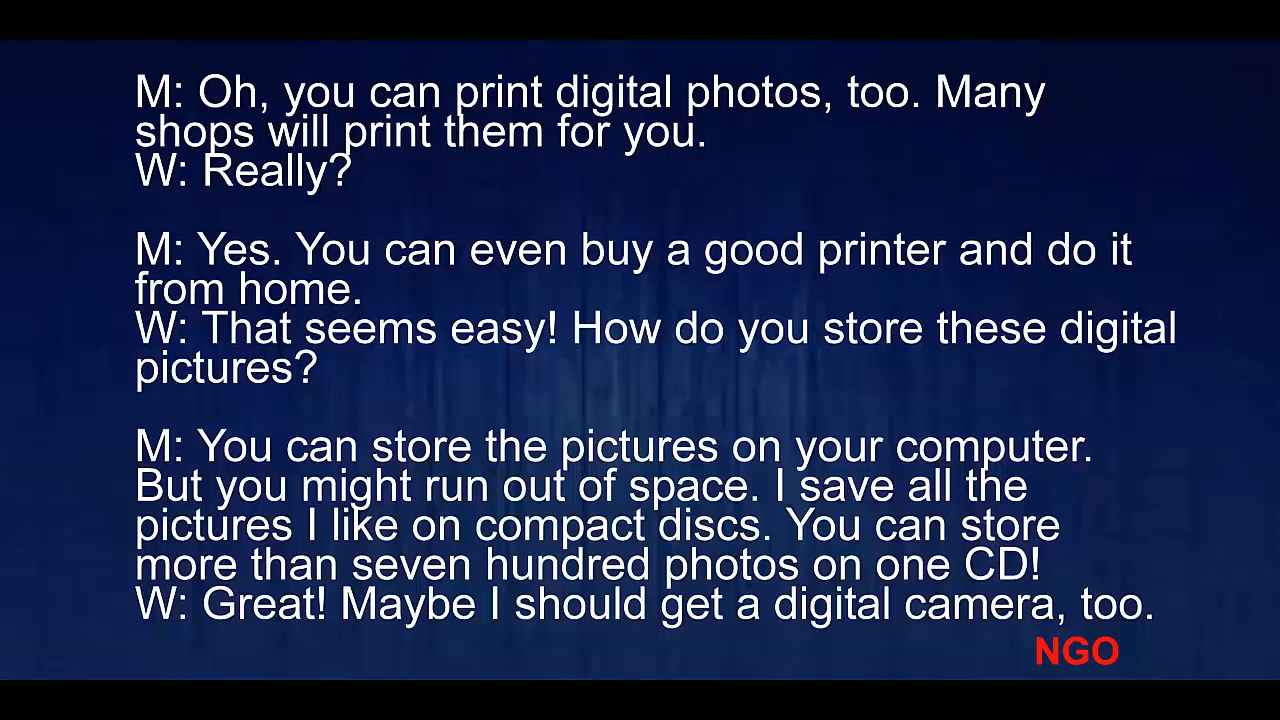 M: Oh, you can print digital photos, too. Many
shops will print them for you.
W: Really?
M: Yes. You can even buy a good printer and do it
from home.
W: That seems easy! How do you store these digital
pictures?
M: You can store the pictures on your computer.
But you might run out of space. I save all the
pictures I like on compact discs. You can store
more than seven hundred photos on one CD!
W: Great! Maybe I should get a digital camera, too.
NGO